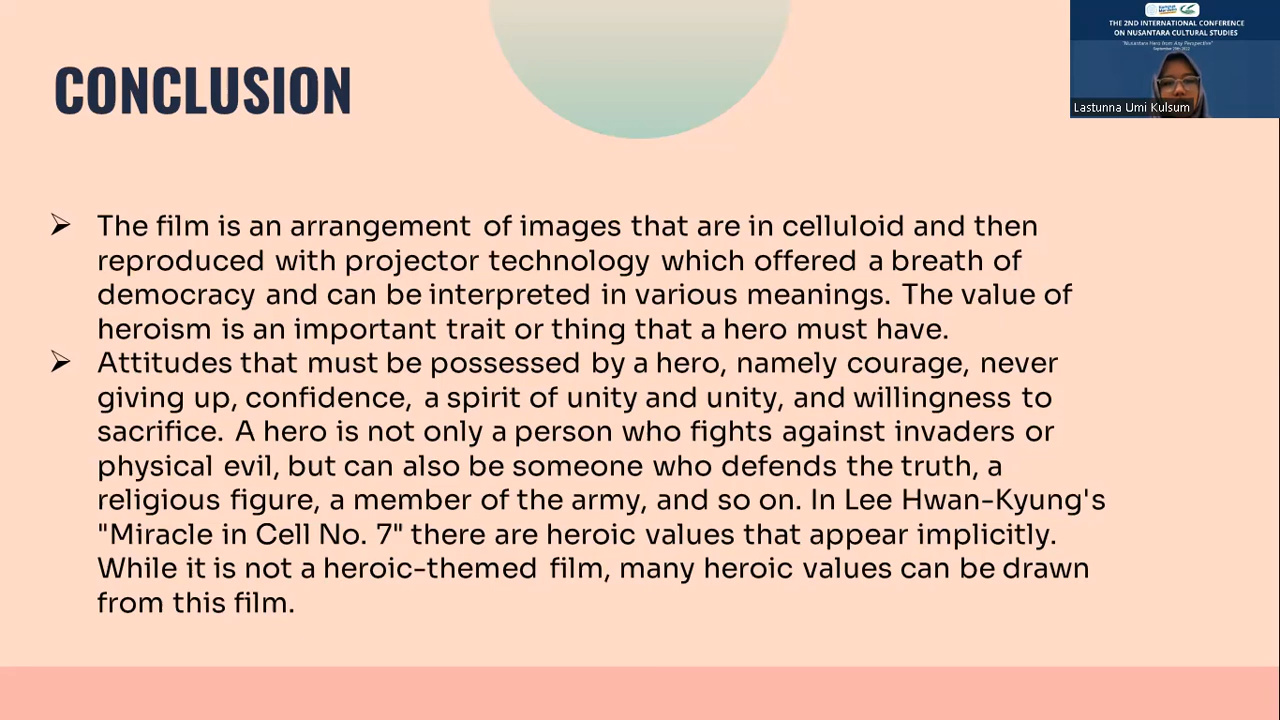 CONCLUSION
THE 2ND INTERNATIONAL CONFERENCE
ON NUSANTARA CULTURAL STUDIES
"Nusantara Hero from Any Perspective"
Lastunna Umi Kulsum
➢ The film is an arrangement of images that are in celluloid and then
reproduced with projector technology which offered a breath of
democracy and can be interpreted in various meanings. The value of
heroism is an important trait or thing that a hero must have.
➢ Attitudes that must be possessed by a hero, namely courage, never
giving up, confidence, a spirit of unity and unity, and willingness to
sacrifice. A hero is not only a person who fights against invaders or
physical evil, but can also be someone who defends the truth, a
religious figure, a member of the army, and so on. In Lee Hwan-Kyung's
"Miracle in Cell No. 7" there are heroic values that appear implicitly.
While it is not a heroic-themed film, many heroic values can be drawn
from this film.